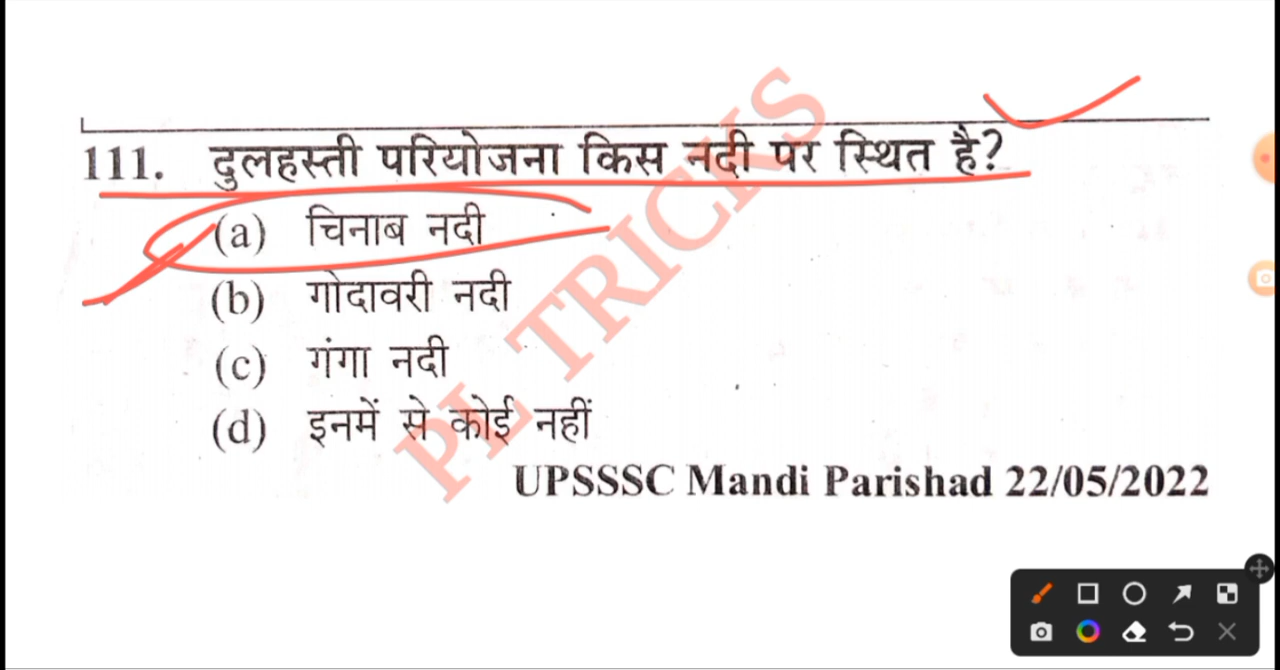 111. दुलहस्ती परियोजना किस नदी पर स्थित है?
(a) चिनाब नदी
(b) गोदावरी नदी
(c) गंगा नदी
(d) इनमें से कोई नहीं
UPSSSC Mandi Parishad 22/05/2022
PL TRICKS